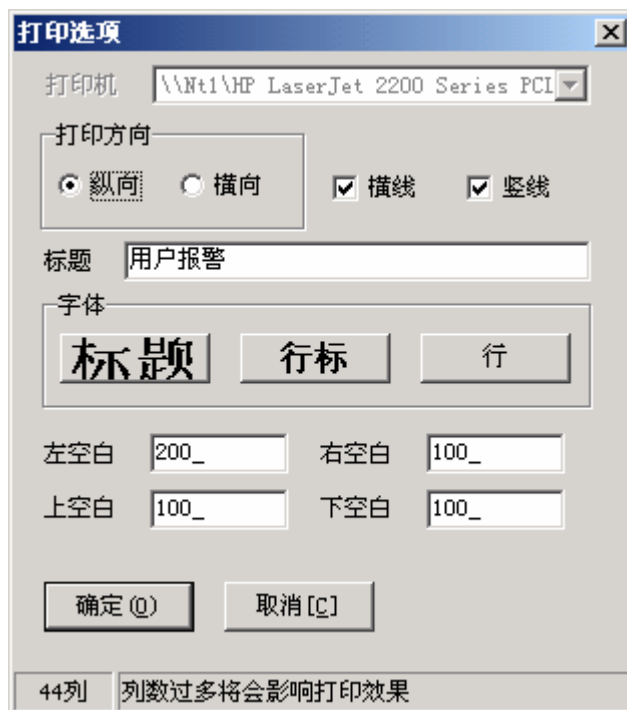 打印选项
打印机 \\Nt1\HP LaserJet 2200 Series PCL
打印方向
纵向 横向 横线 竖线
标题 用户报警
字体
标题 行标 行
左空白 200_ 右空白 100_
上空白 100_ 下空白 100_
确定(O) 取消[C]
44列 列数过多将会影响打印效果